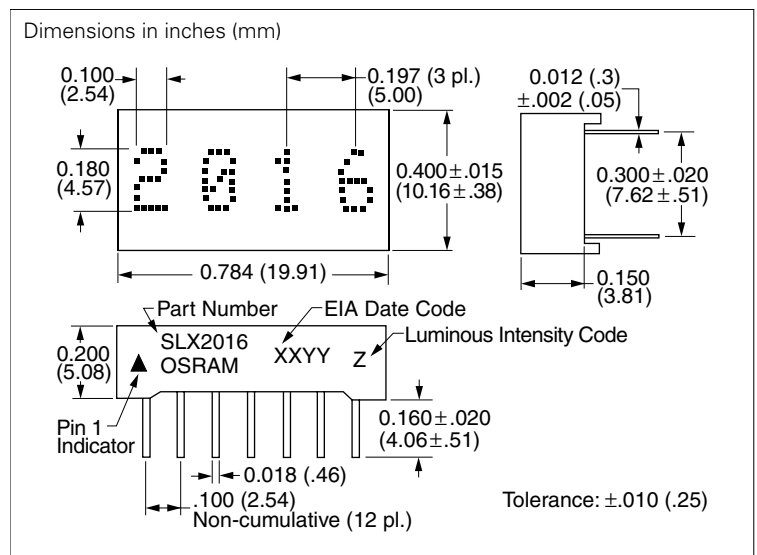 Dimensions in inches (mm)
0.100
(2.54)
0.197 (3 pl.)
(5.00)
0.012 (.3)
±.002 (.05)
0.180
(4.57)
2016
0.400±.015
(10.16±.38)
0.300±.020
(7.62±.51)
0.784 (19.91)
0.150
(3.81)
Part Number
EIA Date Code
Luminous Intensity Code
0.200
(5.08)
SLX2016
OSRAM
XXYY
Z
Pin 1
Indicator
0.160±.020
(4.06±.51)
0.018 (.46)
.100 (2.54)
Non-cumulative (12 pl.)
Tolerance: ±.010 (.25)